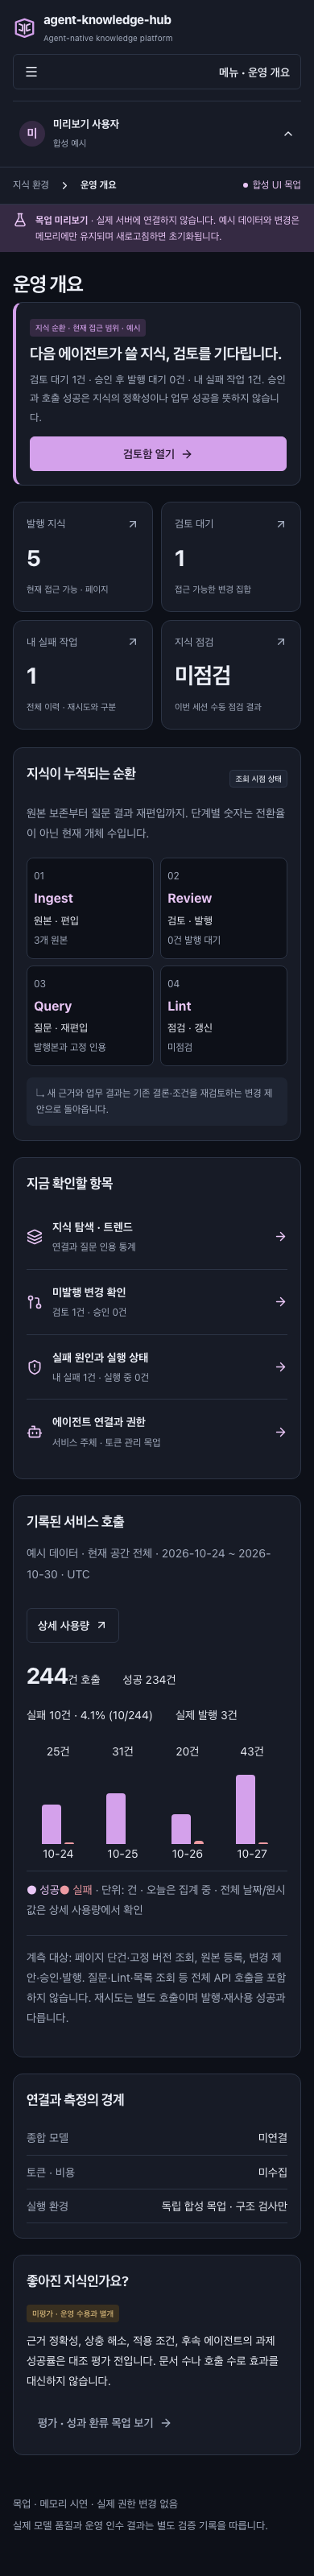 agent-knowledge-hub
Agent-native knowledge platform
메뉴 · 운영 개요
미
미리보기 사용자
합성 예시
지식 환경
운영 개요
합성 UI 목업
목업 미리보기 · 실제 서버에 연결하지 않습니다. 예시 데이터와 변경은
메모리에만 유지되며 새로고침하면 초기화됩니다.
운영 개요
지식 순환 · 현재 접근 범위 · 예시
다음 에이전트가 쓸 지식, 검토를 기다립니다.
검토 대기 1건 · 승인 후 발행 대기 0건 · 내 실패 작업 1건. 승인
과 호출 성공은 지식의 정확성이나 업무 성공을 뜻하지 않습니
다.
검토함 열기 →
발행 지식
5
현재 접근 가능 · 페이지
검토 대기
1
접근 가능한 변경 집합
내 실패 작업
1
전체 이력 · 재시도와 구분
지식 점검
미점검
이번 세션 수동 점검 결과
지식이 누적되는 순환
조회 시점 상태
원본 보존부터 질문 결과 재편입까지. 단계별 숫자는 전환율
이 아닌 현재 개체 수입니다.
01
Ingest
원본 · 편입
3개 원본
02
Review
검토 · 발행
0건 발행 대기
03
Query
질문 · 재편입
발행본과 고정 인용
04
Lint
점검 · 갱신
미점검
새 근거와 업무 결과는 기존 결론·조건을 재검토하는 변경 제
안으로 돌아옵니다.
지금 확인할 항목
지식 탐색 · 트렌드
연결과 질문 인용 통계
미발행 변경 확인
검토 1건 · 승인 0건
실패 원인과 실행 상태
내 실패 1건 · 실행 중 0건
에이전트 연결과 권한
서비스 주체 · 토큰 관리 목업
기록된 서비스 호출
예시 데이터 · 현재 공간 전체 · 2026-10-24 ~ 2026-
10-30 · UTC
상세 사용량
244건 호출 성공 234건
실패 10건 · 4.1% (10/244) 실제 발행 3건
25건 31건 20건 43건
10-24 10-25 10-26 10-27
성공 실패 · 단위: 건 · 오늘은 집계 중 · 전체 날짜/원시
값은 상세 사용량에서 확인
계측 대상: 페이지 단건·고정 버전 조회, 원본 등록, 변경 제
안·승인·발행. 질문·Lint·목록 조회 등 전체 API 호출을 포함
하지 않습니다. 재시도는 별도 호출이며 발행·재사용 성공과
다릅니다.
연결과 측정의 경계
종합 모델 미연결
토큰 · 비용 미수집
실행 환경 독립 합성 목업 · 구조 검사만
좋아진 지식인가요?
미평가 · 운영 수용과 별개
근거 정확성, 상충 해소, 적용 조건, 후속 에이전트의 과제
성공률은 대조 평가 전입니다. 문서 수나 호출 수로 효과를
대신하지 않습니다.
평가 · 성과 환류 목업 보기 →
목업 · 메모리 시연 · 실제 권한 변경 없음
실제 모델 품질과 운영 인수 결과는 별도 검증 기록을 따릅니다.